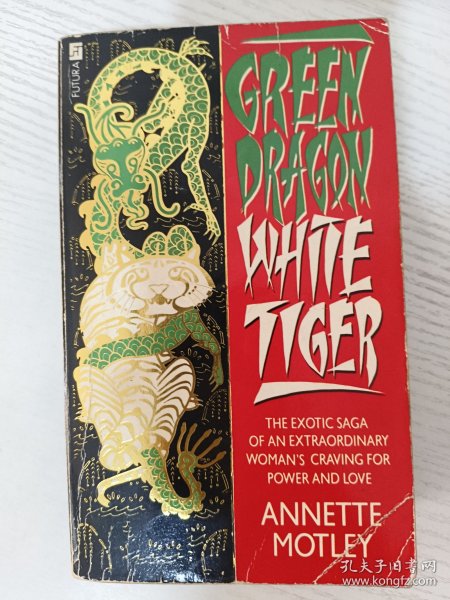 FUTURA
GREEN
DRAGON
WHITE
TIGER
THE EXOTIC SAGA
OF AN EXTRAORDINARY
WOMAN'S CRAVING FOR
POWER AND LOVE
ANNETTE
MOTLEY
孔夫子旧书网
www.kongfz.com